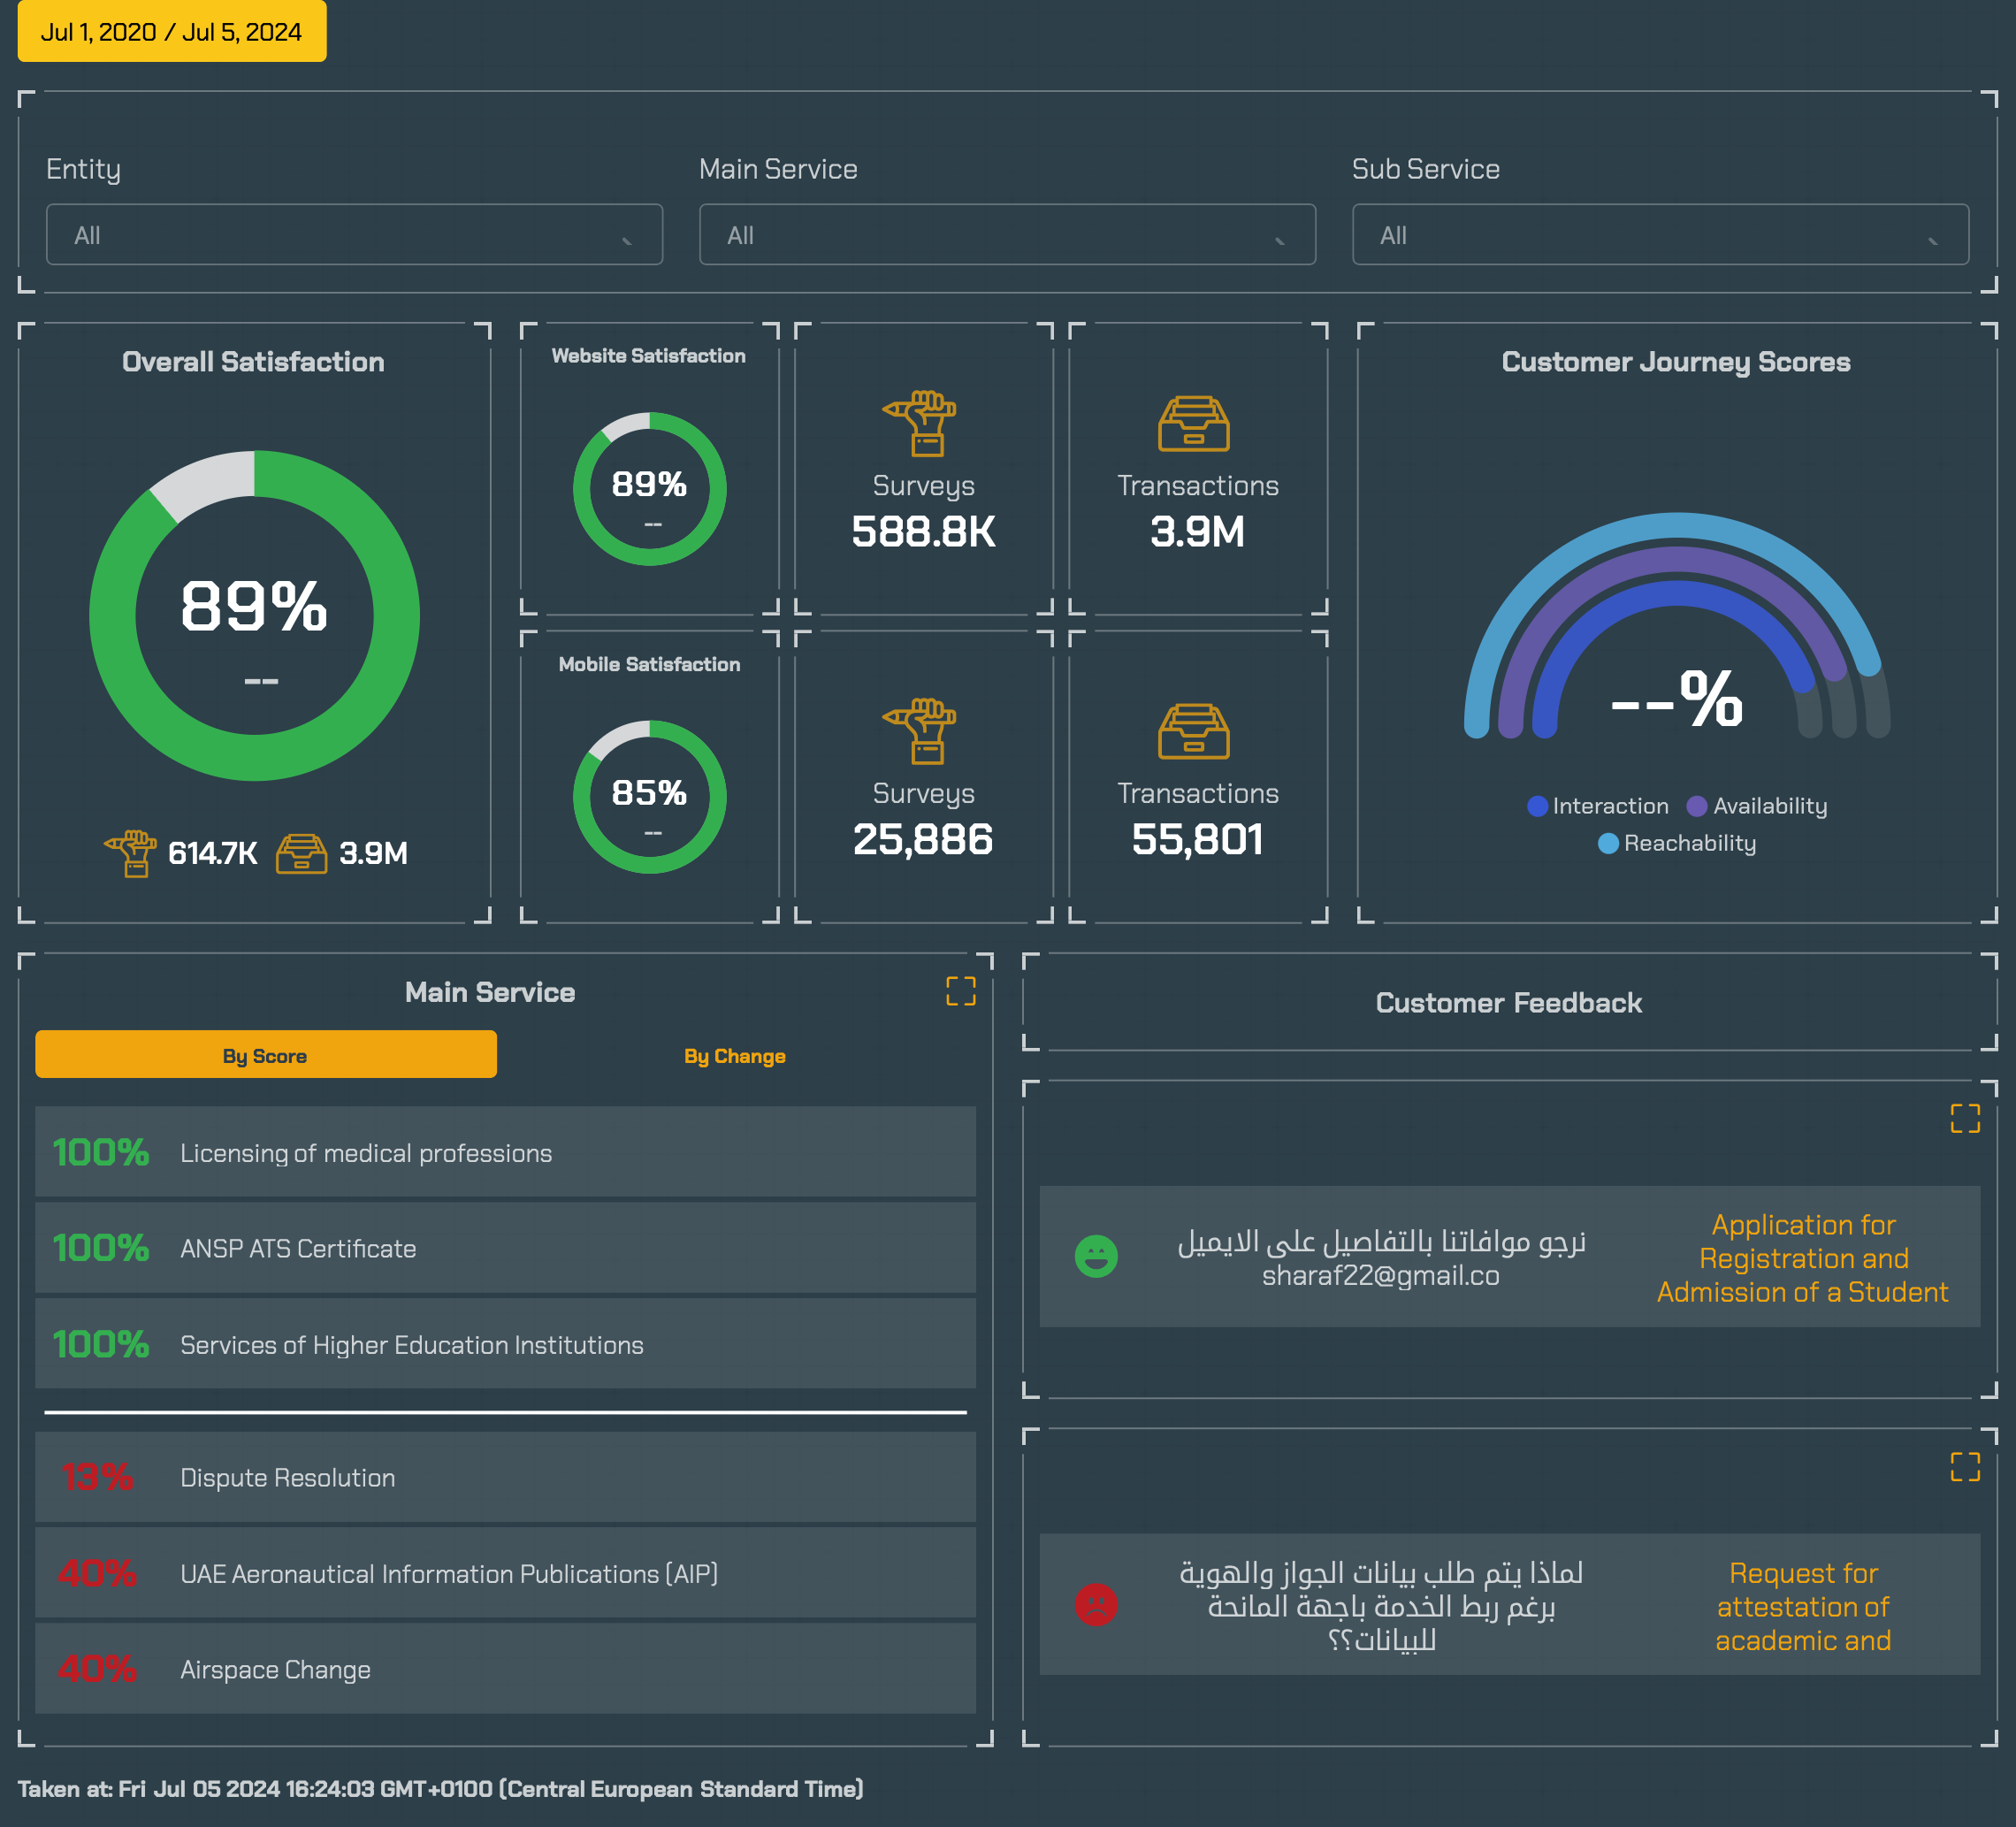 Jul 1, 2020 / Jul 5, 2024
Entity
Main Service
Sub Service
All
All
All
Overall Satisfaction
89%
--
614.7K
3.9M
Website Satisfaction
89%
--
Surveys
588.8K
Transactions
3.9M
Mobile Satisfaction
85%
--
Surveys
25,886
Transactions
55,801
Customer Journey Scores
--%
Interaction
Availability
Reachability
Main Service
By Score
By Change
100% Licensing of medical professions
100% ANSP ATS Certificate
100% Services of Higher Education Institutions
13% Dispute Resolution
40% UAE Aeronautical Information Publications (AIP)
40% Airspace Change
Customer Feedback
نرجو موافاتنا بالتفاصيل على الايميل
sharaf22@gmail.co
Application for
Registration and
Admission of a Student
لماذا يتم طلب بيانات الجواز والهوية
برغم ربط الخدمة باجهة المانحة
للبيانات؟؟
Request for
attestation of
academic and
Taken at: Fri Jul 05 2024 16:24:03 GMT+0100 (Central European Standard Time)